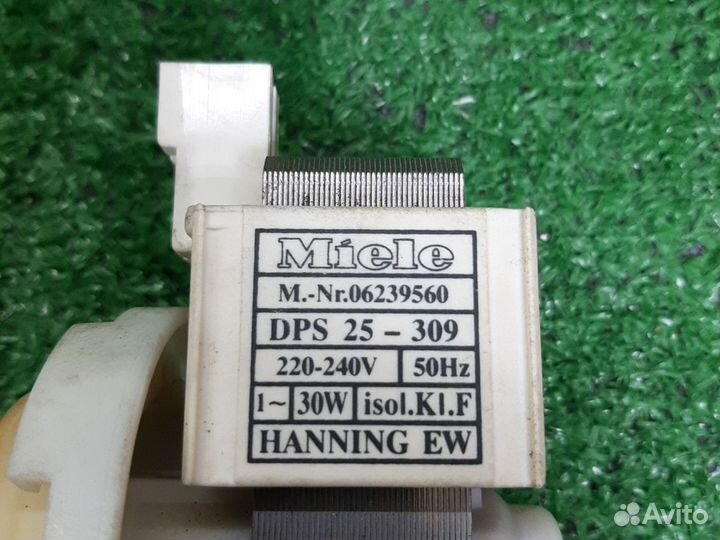 Miele
M.-Nr.06239560
DPS 25 - 309
220-240V 50Hz
1~ 30W isol.Kl.F
HANNING EW
Avito